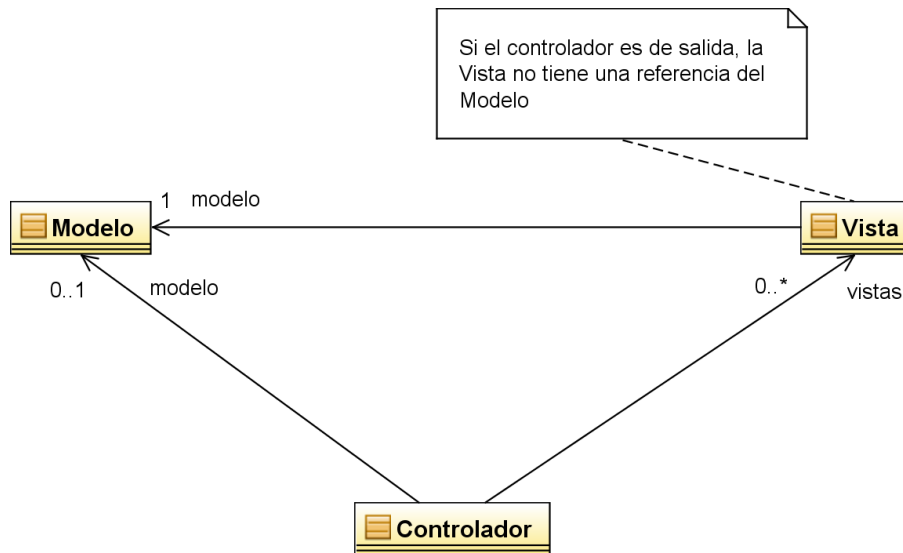 Si el controlador es de salida, la
Vista no tiene una referencia del
Modelo
1 modelo
Modelo
Vista
0..1 modelo
0..* vistas
Controlador